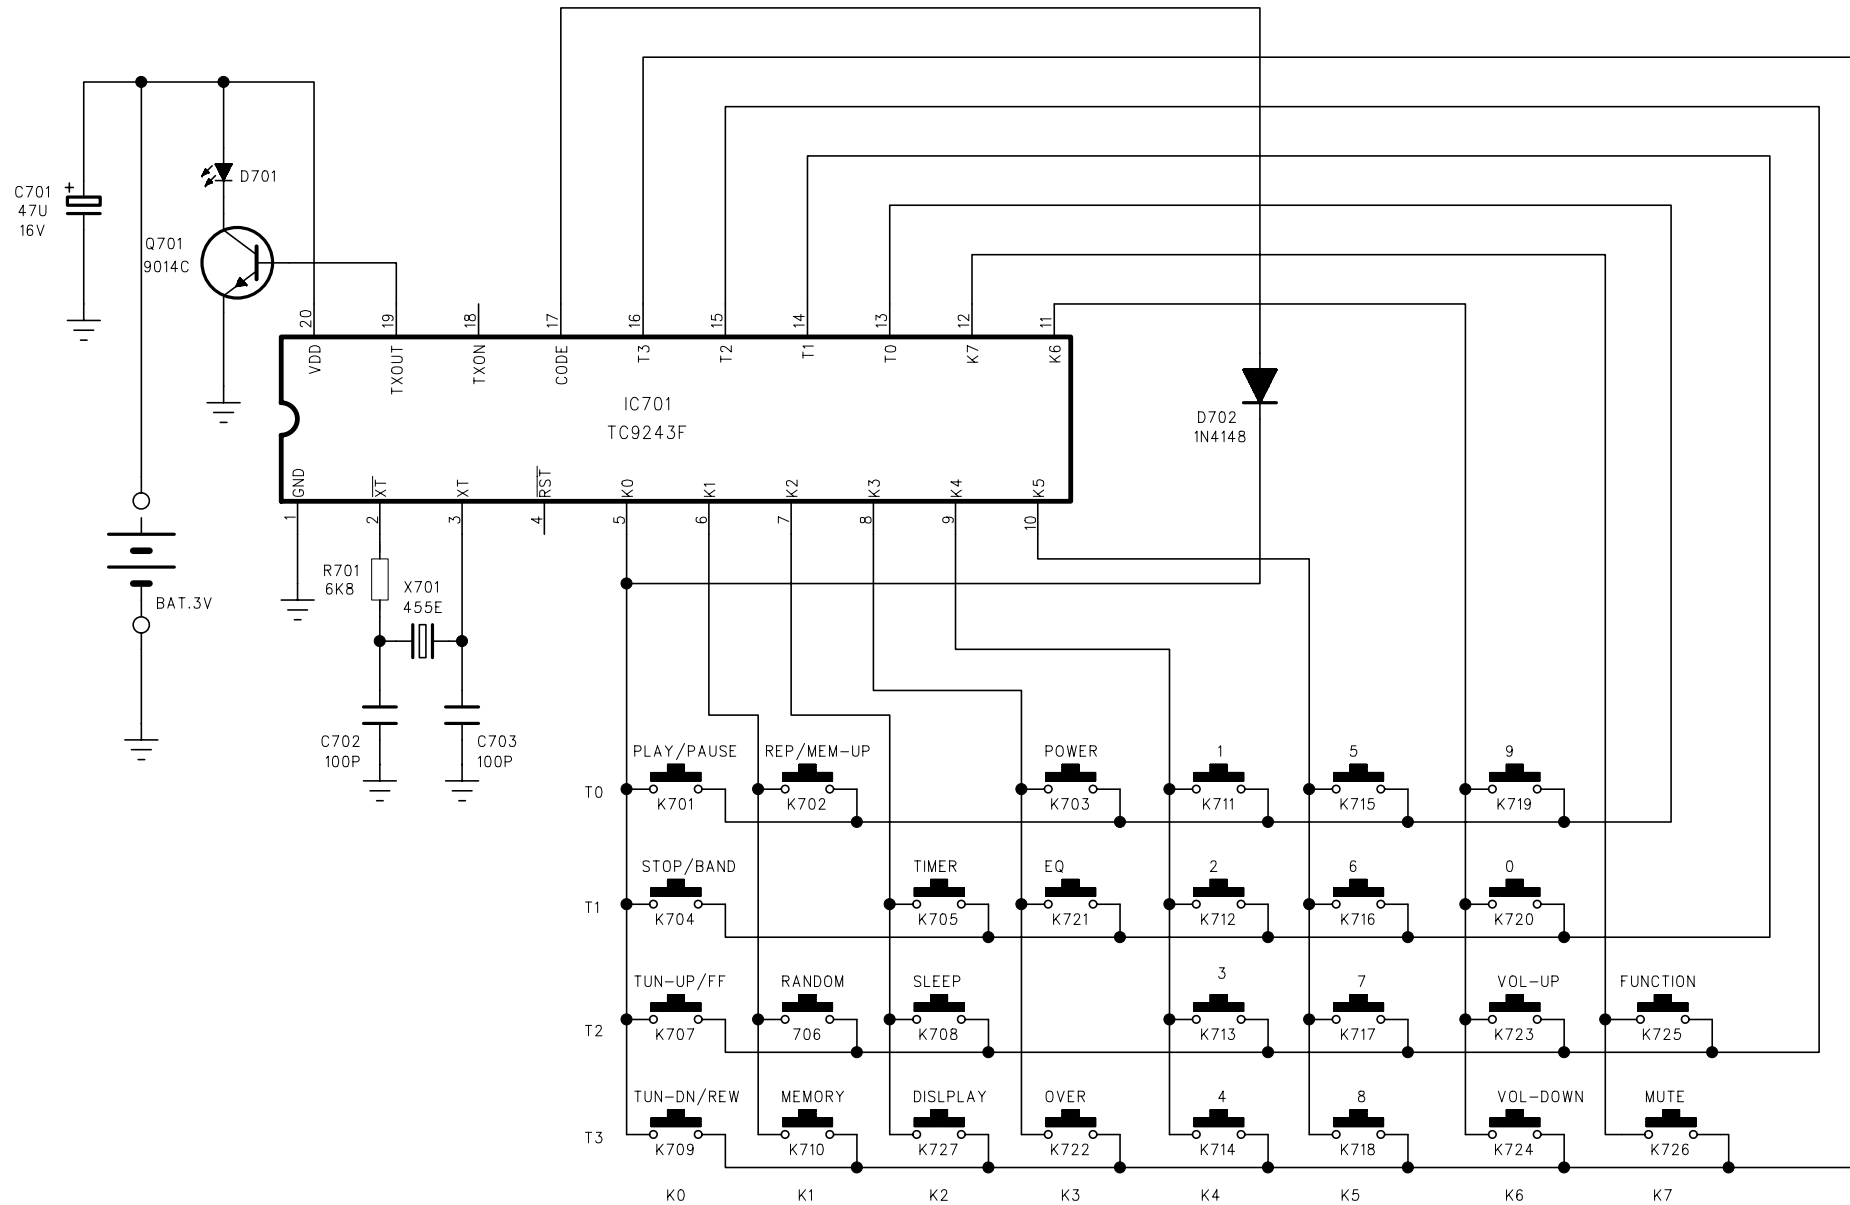 C701
47U
16V
+
D701
Q701
9014C
20
19
18
17
16
15
14
13
12
11
VDD
TXOUT
TXON
CODE
T3
T2
T1
T0
K7
K6
IC701
TC9243F
D702
1N4148
GND
XT
XT
RST
K0
K1
K2
K3
K4
K5
1
2
3
4
5
6
7
8
9
10
BAT.3V
R701
6K8
X701
455E
C702
100P
C703
100P
PLAY/PAUSE REP/MEM-UP POWER 1 5 9
T0 K701 K702 K703 K711 K715 K719
STOP/BAND TIMER EQ 2 6 0
T1 K704 K705 K721 K712 K716 K720
TUN-UP/FF RANDOM SLEEP 3 7 VOL-UP FUNCTION
T2 K707 706 K708 K713 K717 K723 K725
TUN-DN/REW MEMORY DISLPLAY OVER 4 8 VOL-DOWN MUTE
T3 K709 K710 K727 K722 K714 K718 K724 K726
K0 K1 K2 K3 K4 K5 K6 K7